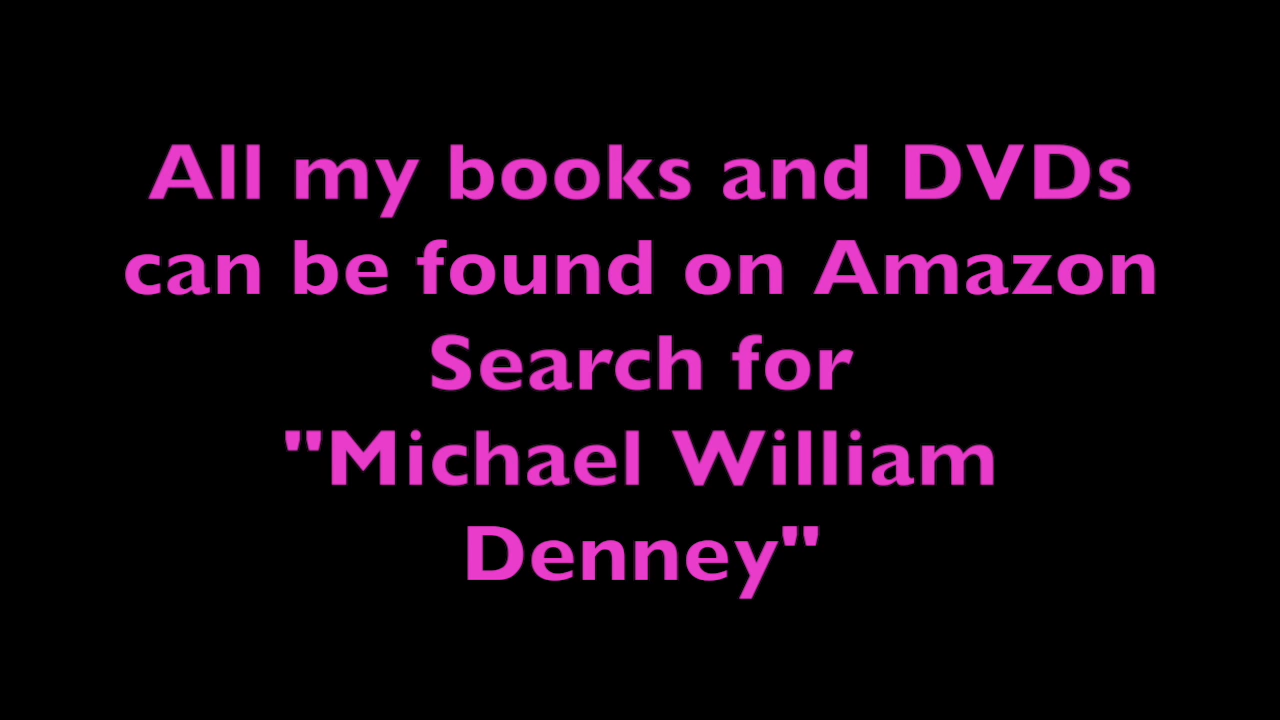 All my books and DVDs
can be found on Amazon
Search for
"Michael William
Denney"